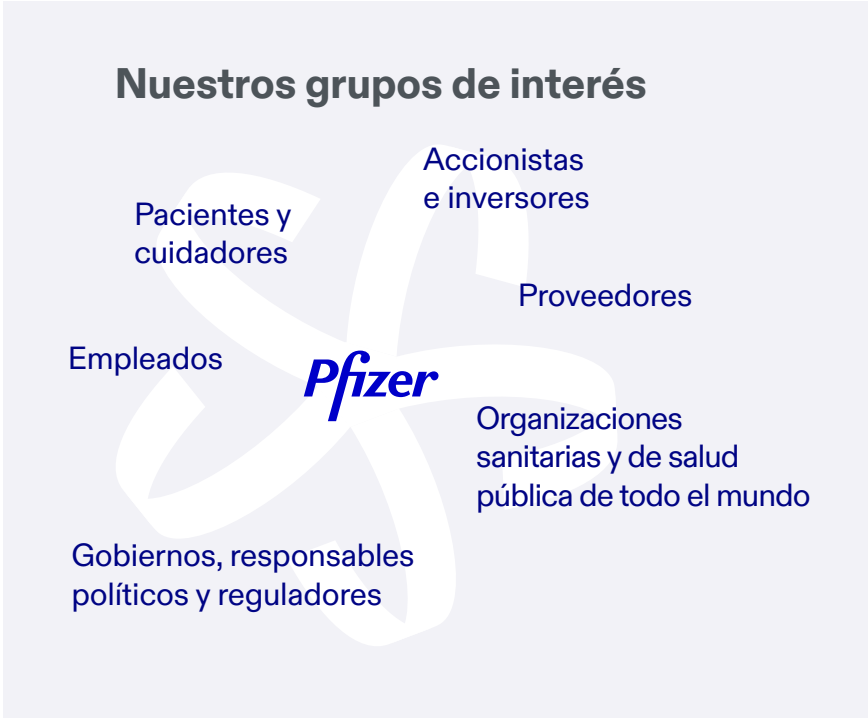 Nuestros grupos de interés
Accionistas
e inversores
Pacientes y
cuidadores
Proveedores
Empleados
Pfizer
Organizaciones
sanitarias y de salud
pública de todo el mundo
Gobiernos, responsables
políticos y reguladores